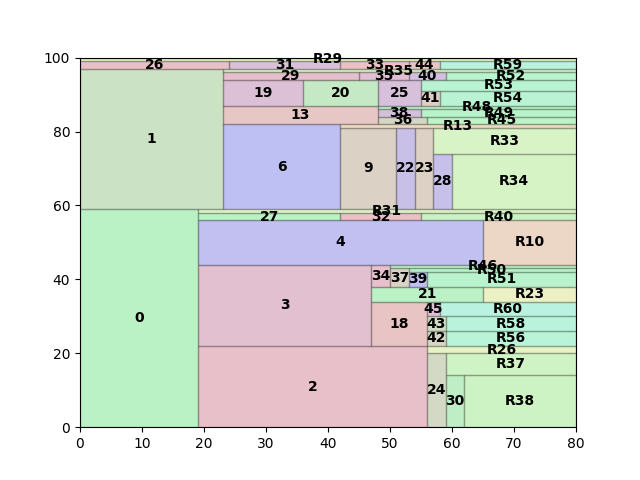 100
R29
26 31 33 44 R59
R35
29 35 40 R52
R53
19 20 25 41 R54
R48
13 38 R49
36 R45
80
R13
1
R33
6 9 22 23 28 R34
60
R31
27 32 R40
4 R10
R46
R50
40
34 37 39 R51
3 21 R23
45 R60
0 18 43 R58
42 R56
20
R26
R37
2 24 30 R38
0
0 10 20 30 40 50 60 70 80